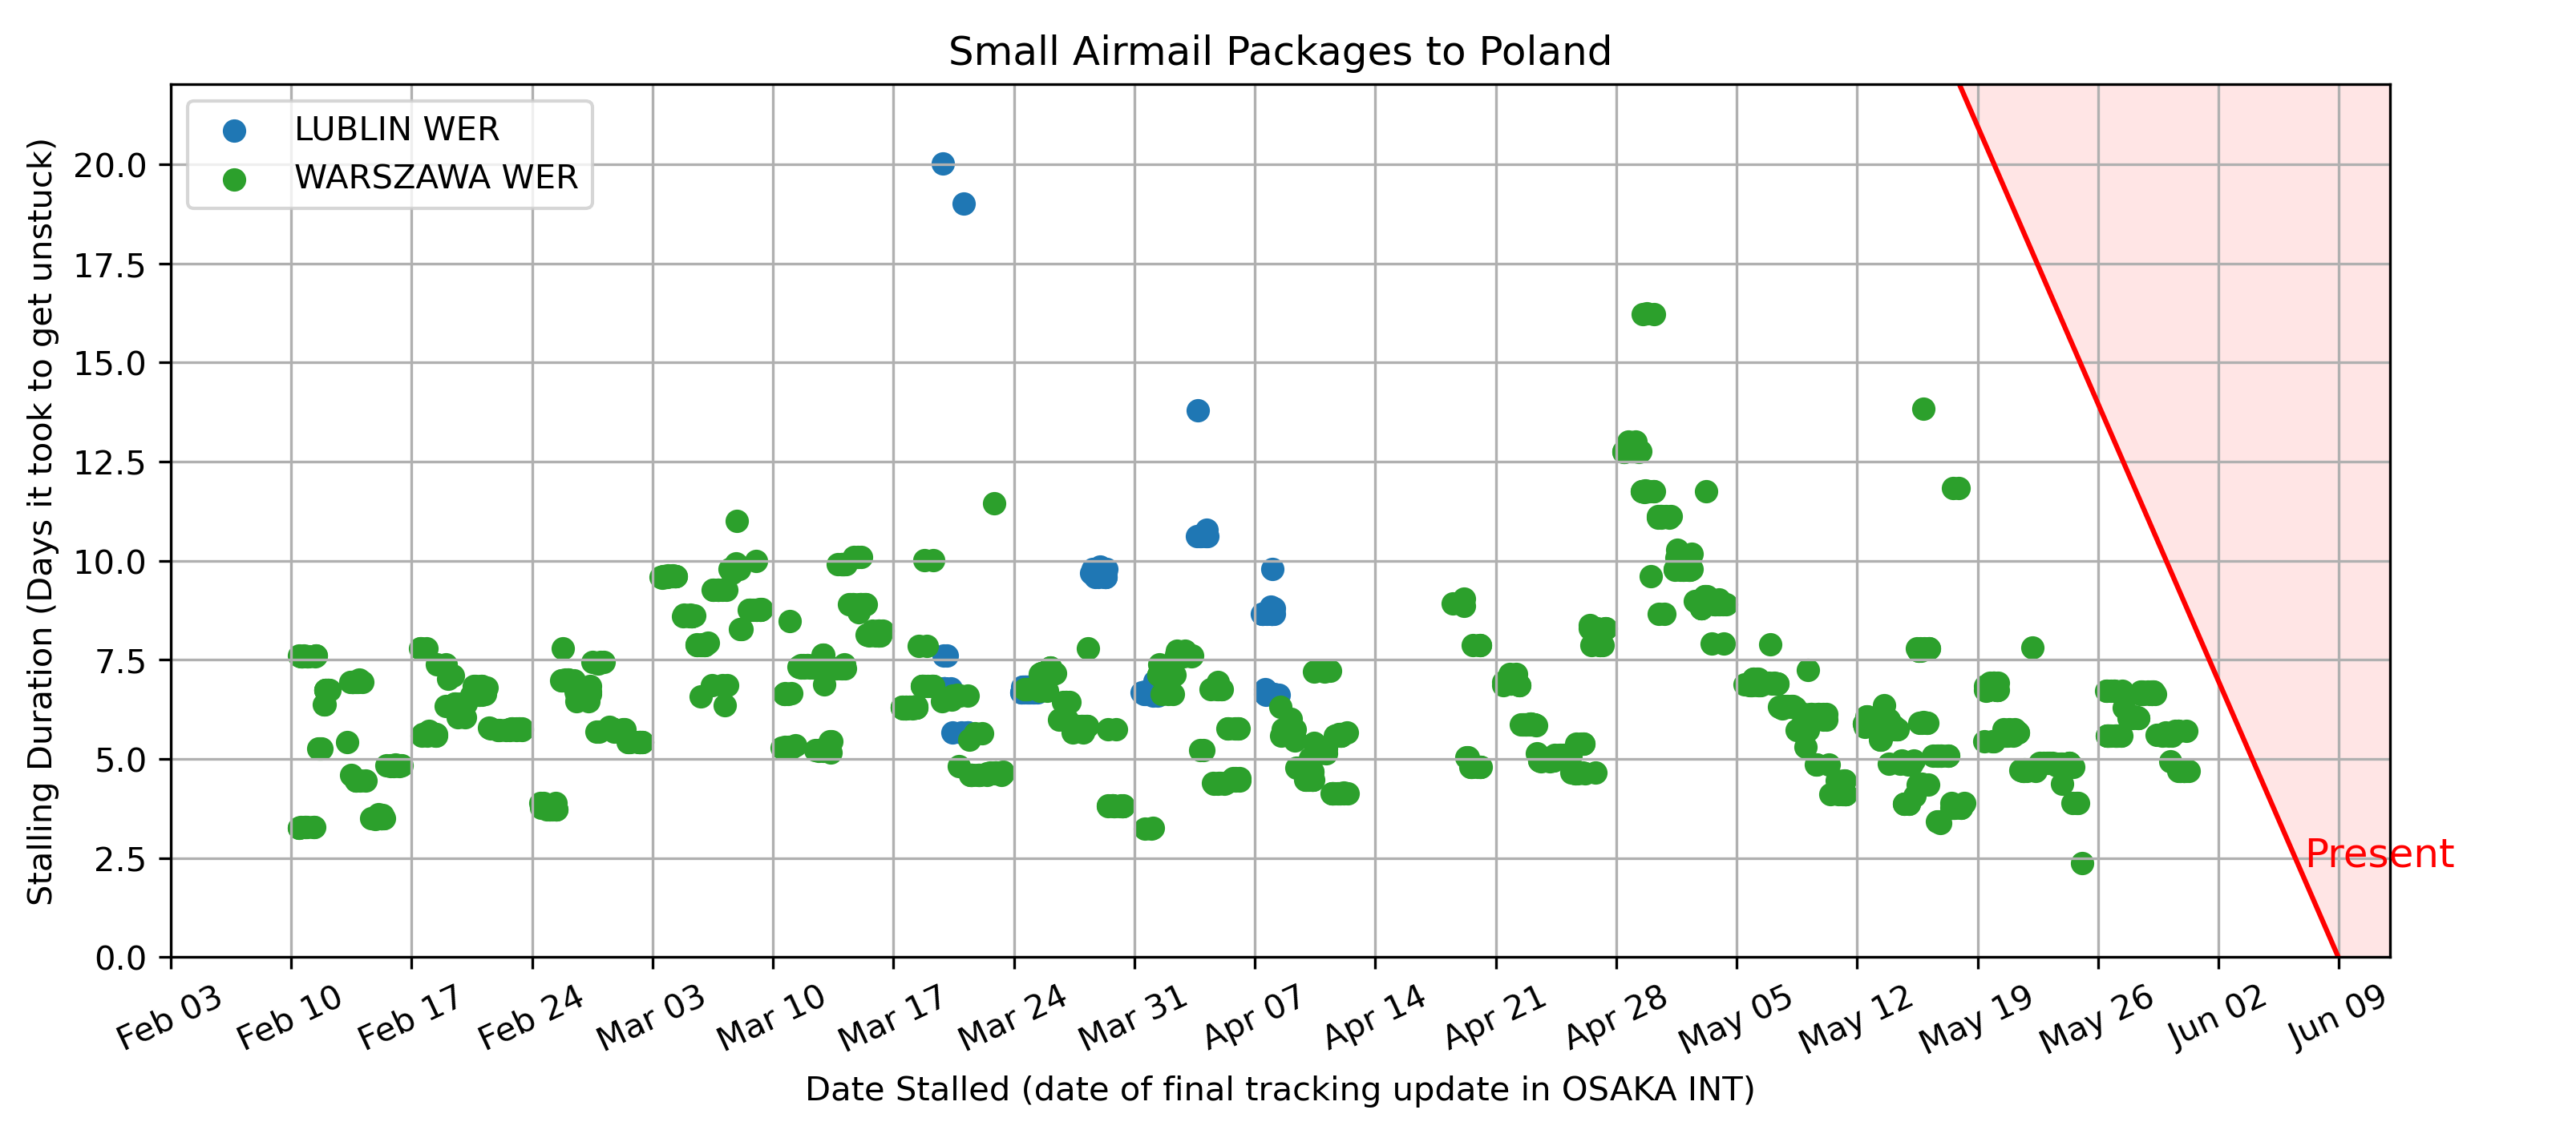 Small Airmail Packages to Poland
LUBLIN WER
WARSZAWA WER
Stalling Duration (Days it took to get unstuck)
20.0
17.5
15.0
12.5
10.0
7.5
5.0
2.5
0.0
Present
Feb 03
Feb 10
Feb 17
Feb 24
Mar 03
Mar 10
Mar 17
Mar 24
Mar 31
Apr 07
Apr 14
Apr 21
Apr 28
May 05
May 12
May 19
May 26
Jun 02
Jun 09
Date Stalled (date of final tracking update in OSAKA INT)